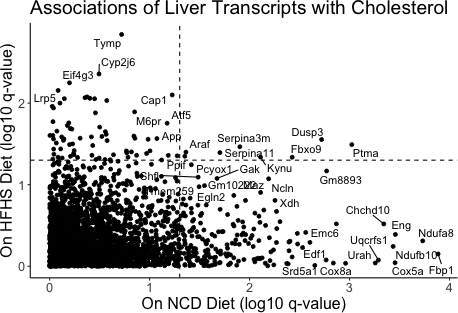 Associations of Liver Transcripts with Cholesterol
Tymp
Cyp2j6
Eif4g3
Lrp5
Cap1
Atf5
M6pr
App
Araf
Serpina3m
Serpina11
Dusp3
Fbxo9
Ptma
Ppif
Pcyox1
Gak
Kynu
Gm8893
Shfl
Tmem259
Gm10222
Maz
Ncln
Egln2
Xdh
Chchd10
Eng
Emc6
Ndufa8
Uqcrfs1
Edf1
Urah
Ndufb10
Srd5a1
Cox8a
Cox5a
Fbp1
0
1
2
0
1
2
3
4
On HFHS Diet (log10 q-value)
On NCD Diet (log10 q-value)